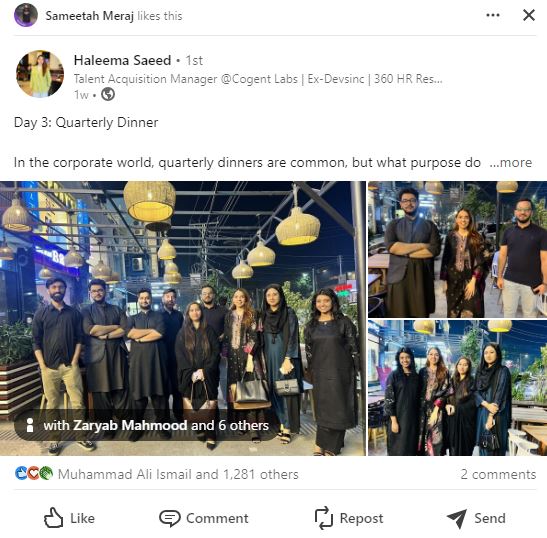 Sameetah Meraj likes this
Haleema Saeed • 1st
Talent Acquisition Manager @Cogent Labs | Ex-Devsinc | 360 HR Res...
1w •
Day 3: Quarterly Dinner
In the corporate world, quarterly dinners are common, but what purpose do ...more
with Zaryab Mahmood and 6 others
Muhammad Ali Ismail and 1,281 others
2 comments
Like
Comment
Repost
Send